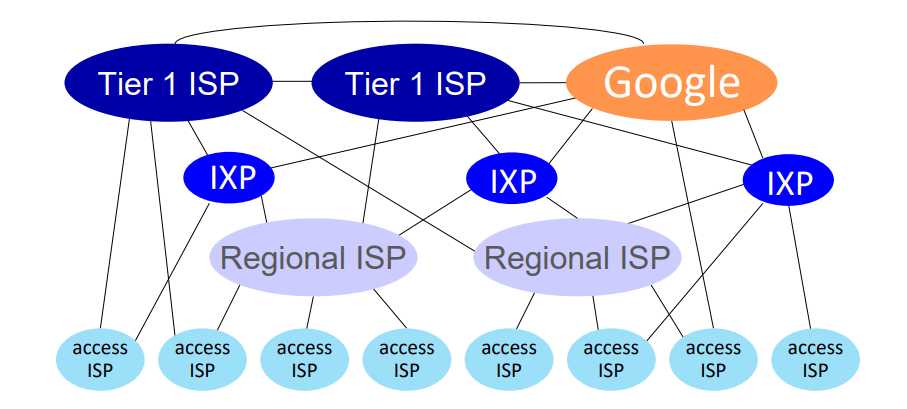 Tier 1 ISP
Tier 1 ISP
Google
IXP
IXP
IXP
Regional ISP
Regional ISP
access
ISP
access
ISP
access
ISP
access
ISP
access
ISP
access
ISP
access
ISP
access
ISP